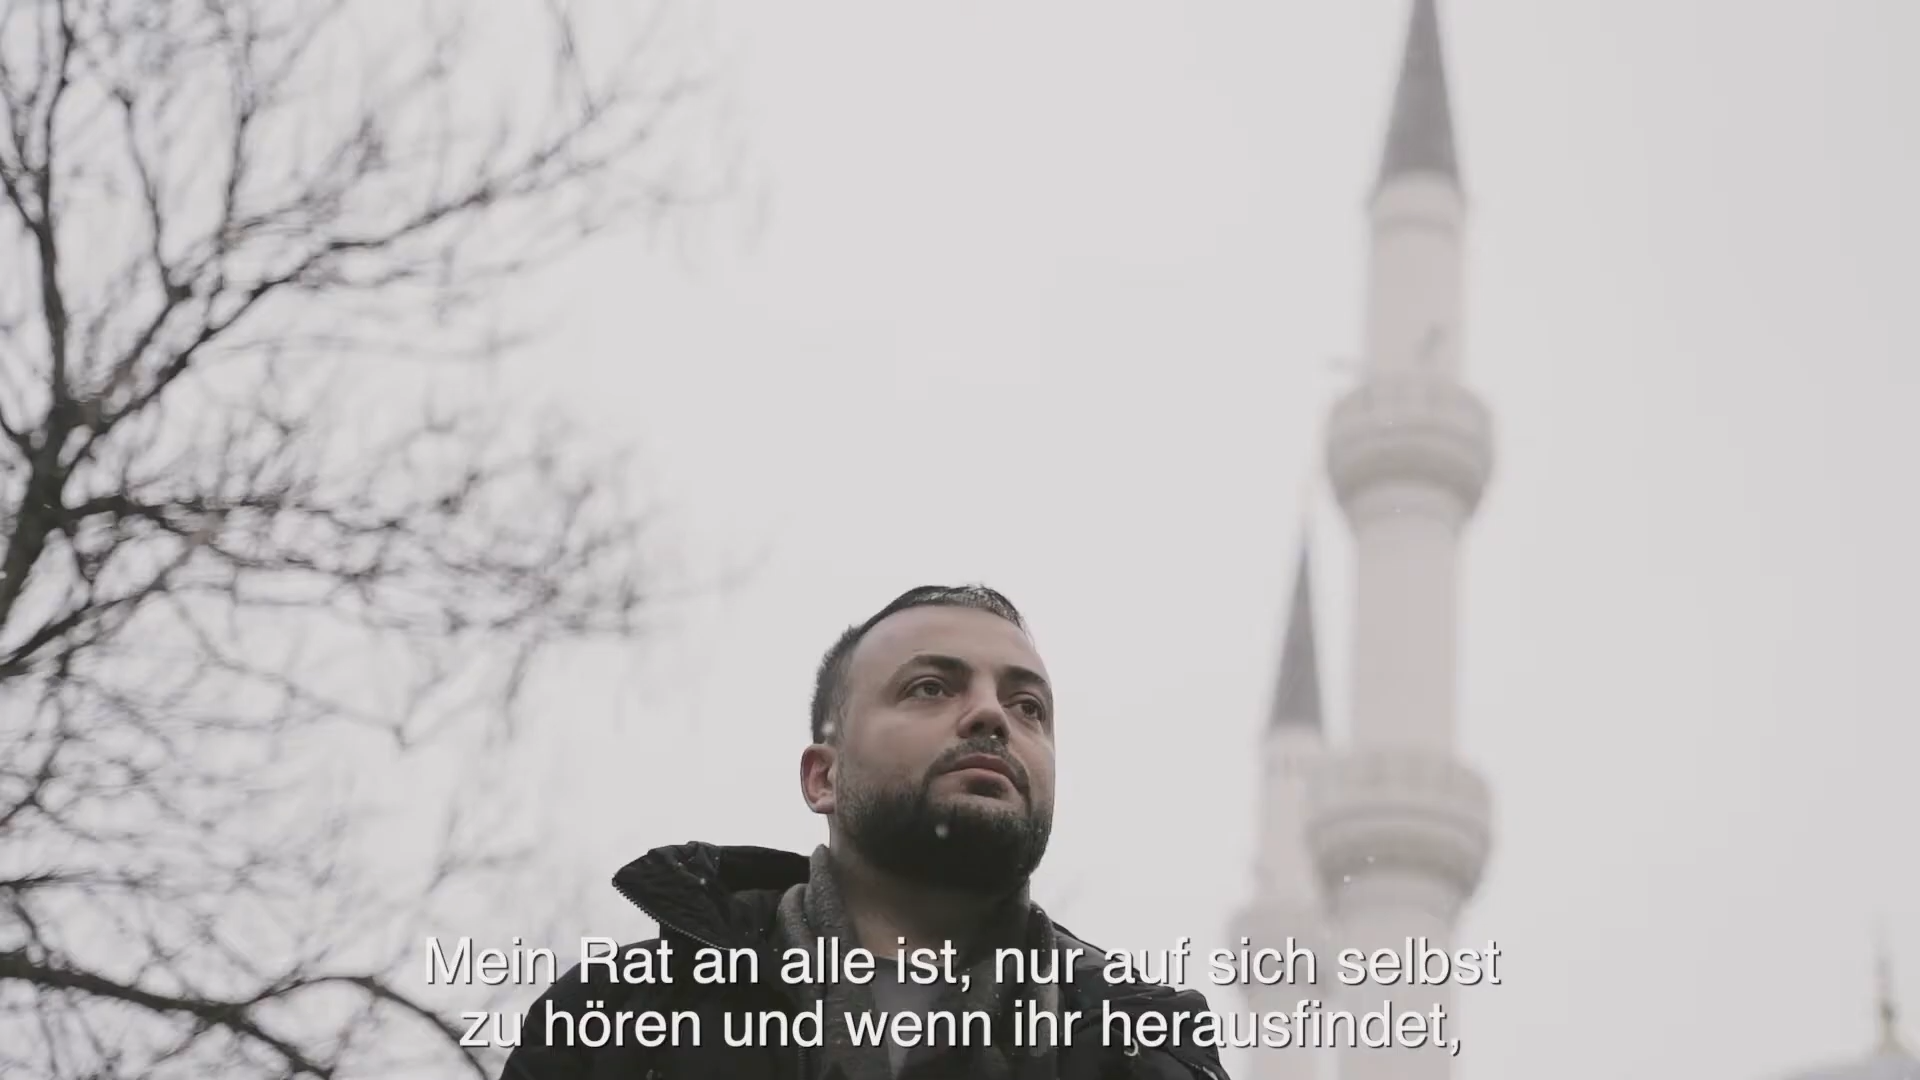 Mein Rat an alle ist, nur auf sich selbst
zu hören und wenn ihr herausfindet,